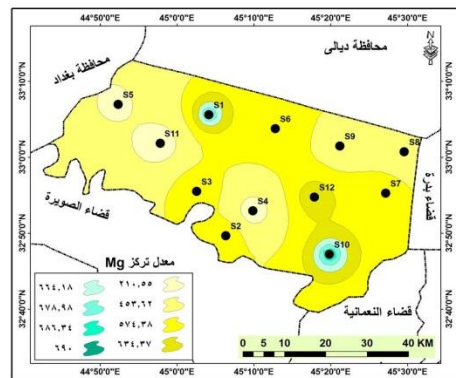 44°50'0"E 45°0'0"E 45°10'0"E 45°20'0"E 45°30'0"E
محافظة ديالى
N
محافظة بغداد
33°10'0"N
S5
S1
S6
S11
S9
S8
33°0'0"N
قضاء بدرة
S3
S12
S7
S4
قضاء الصويرة
S2
32°50'0"N
S10
معدل تركز Mg
قضاء النعمانية
٦٦٤,١٨ ٢١٠,٥٥
٦٧٨,٩٨ ٤٥٣,٦٢
٦٨٦,٣٤ ٥٧٤,٣٨
٦٩٠ ٦٣٤,٣٧
32°40'0"N
0 5 10 20 30 40 KM
44°50'0"E 45°0'0"E 45°10'0"E 45°20'0"E 45°30'0"E